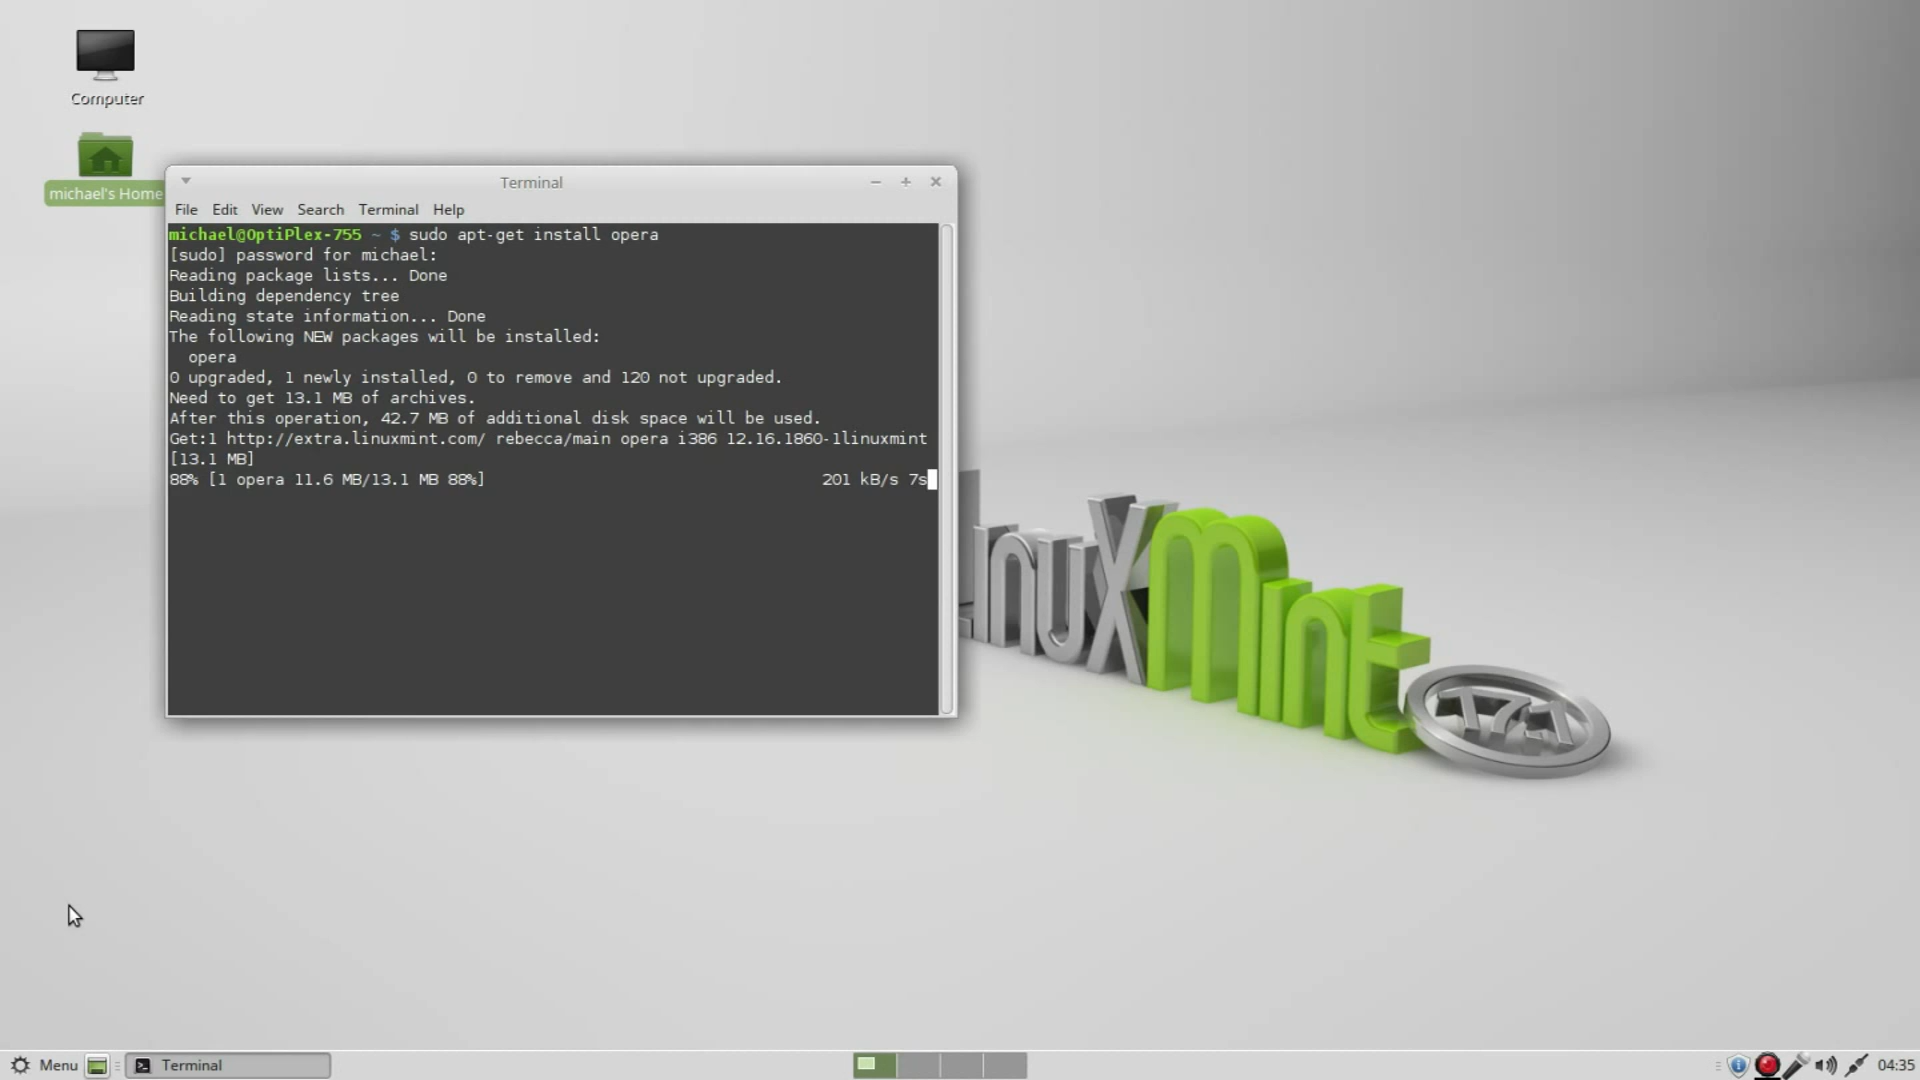 Computer
michael's Home
Terminal
File Edit View Search Terminal Help
michael@OptiPlex-755 ~ $ sudo apt-get install opera
[sudo] password for michael:
Reading package lists... Done
Building dependency tree
Reading state information... Done
The following NEW packages will be installed:
opera
0 upgraded, 1 newly installed, 0 to remove and 120 not upgraded.
Need to get 13.1 MB of archives.
After this operation, 42.7 MB of additional disk space will be used.
Get:1 http://extra.linuxmint.com/ rebecca/main opera i386 12.16.1860-1linuxmint
[13.1 MB]
88% [1 opera 11.6 MB/13.1 MB 88%] 201 kB/s 7s
LinuxMint 17.1
Menu Terminal 04:35